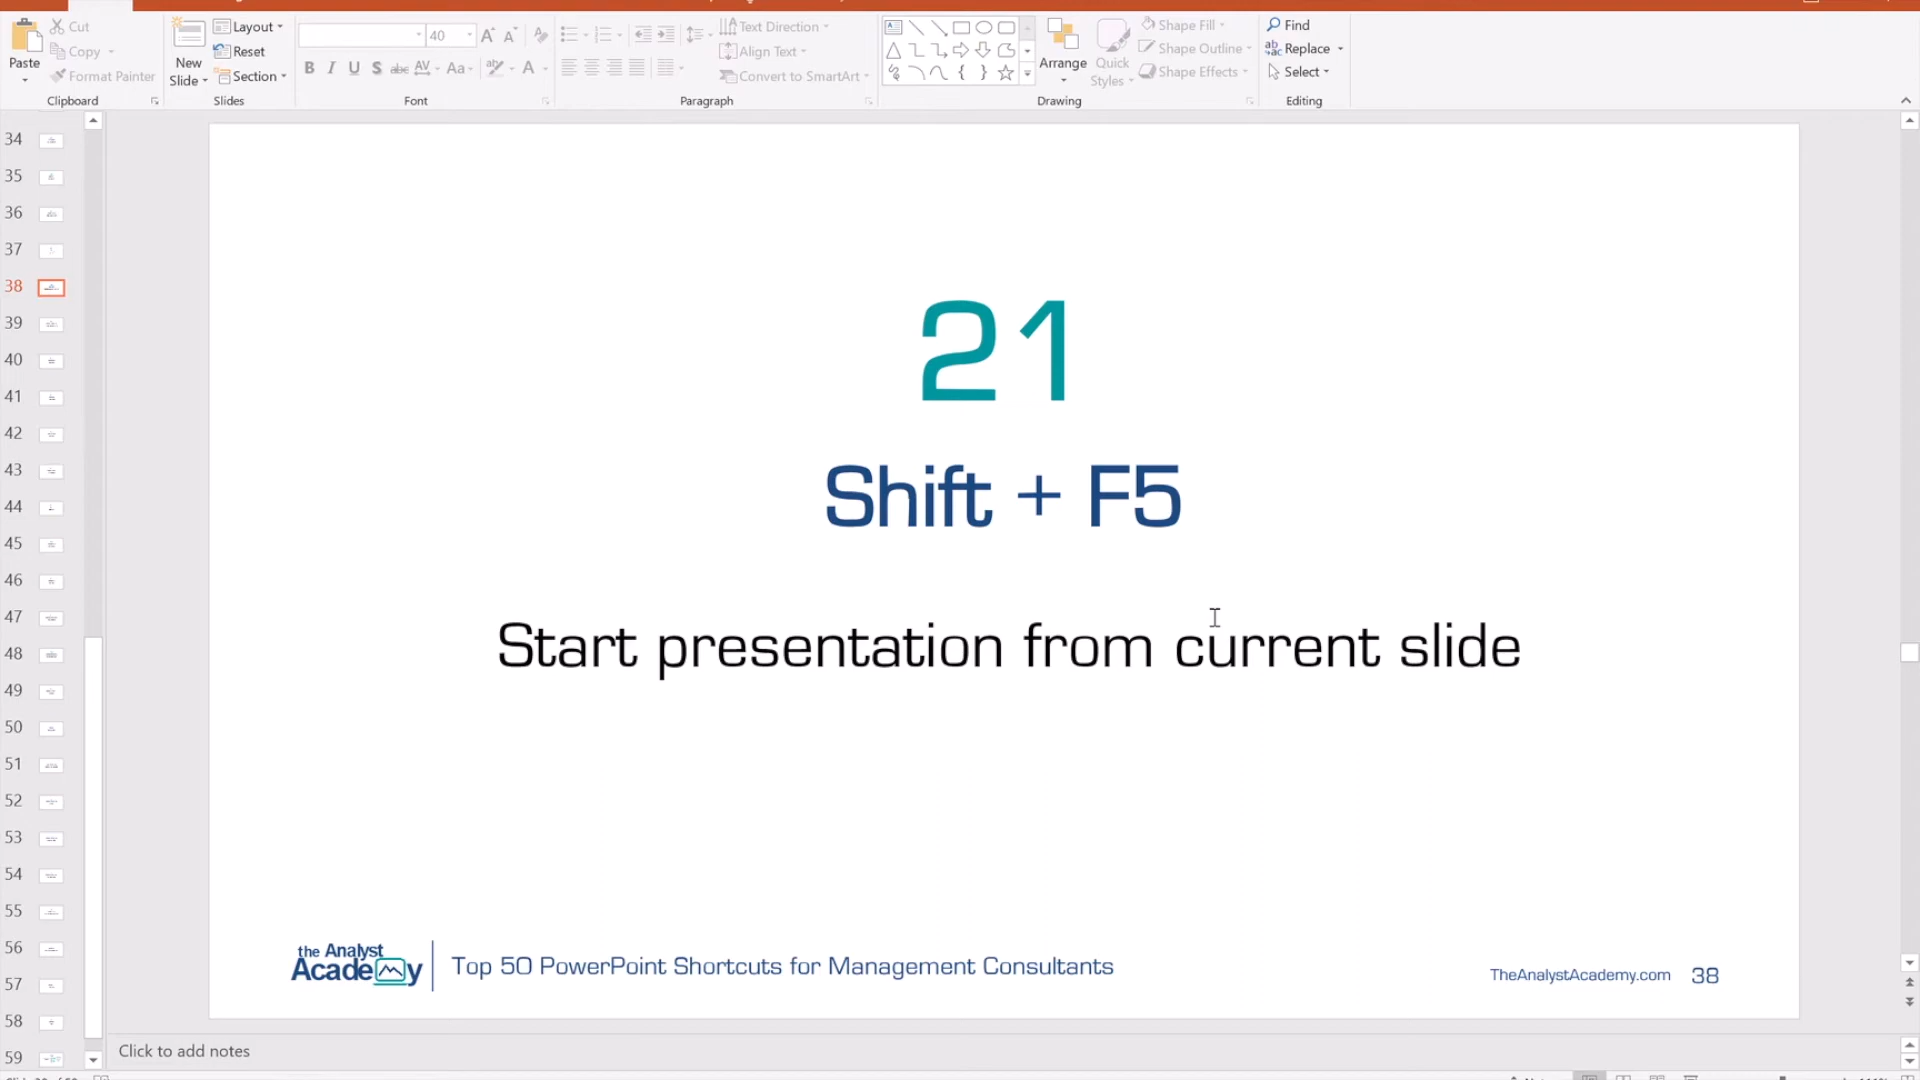 Cut
Copy
Format Painter
Paste
Clipboard
New
Slide
Layout
Reset
Section
Slides
40
B I U S abc AV Aa A
Font
Text Direction
Align Text
Convert to SmartArt
Paragraph
Arrange
Quick
Styles
Shape Fill
Shape Outline
Shape Effects
Drawing
Find
Replace
Select
Editing
34
35
36
37
38
39
40
41
42
43
44
45
46
47
48
49
50
51
52
53
54
55
56
57
58
59
21
Shift + F5
Start presentation from current slide
the Analyst
Academy
Top 50 PowerPoint Shortcuts for Management Consultants
TheAnalystAcademy.com 38
Click to add notes